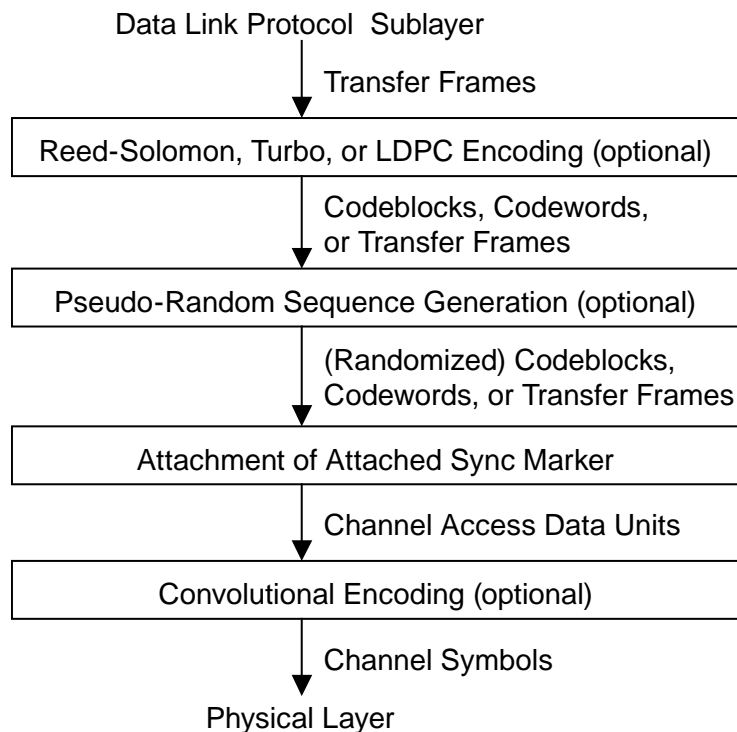 Data Link Protocol Sublayer
Transfer Frames
Reed-Solomon, Turbo, or LDPC Encoding (optional)
Codeblocks, Codewords,
or Transfer Frames
Pseudo-Random Sequence Generation (optional)
(Randomized) Codeblocks,
Codewords, or Transfer Frames
Attachment of Attached Sync Marker
Channel Access Data Units
Convolutional Encoding (optional)
Channel Symbols
Physical Layer